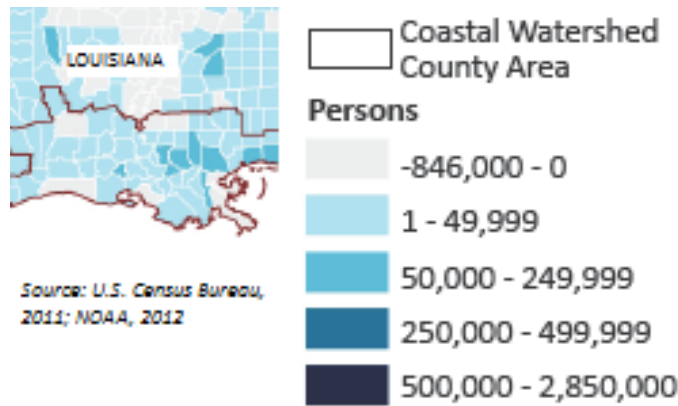 LOUISIANA
Source: U.S. Census Bureau,
2011; NOAA, 2012
Coastal Watershed
County Area
Persons
-846,000 - 0
1 - 49,999
50,000 - 249,999
250,000 - 499,999
500,000 - 2,850,000